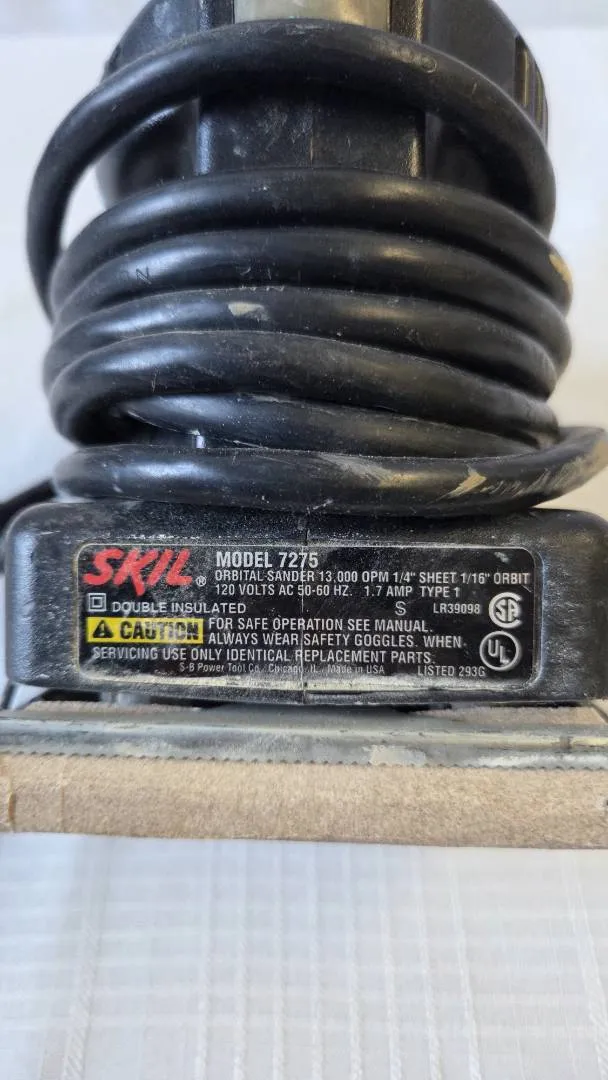 SKIL®
MODEL 7275
ORBITAL SANDER 13,000 OPM 1/4" SHEET 1/16" ORBIT
120 VOLTS AC 50-60 HZ. 1.7 AMP TYPE 1
DOUBLE INSULATED
S
LR39098
SA
CAUTION
FOR SAFE OPERATION SEE MANUAL.
ALWAYS WEAR SAFETY GOGGLES. WHEN
SERVICING USE ONLY IDENTICAL REPLACEMENT PARTS.
UL
S-B Power Tool Co. Chicago, IL. Made in USA
LISTED 293G